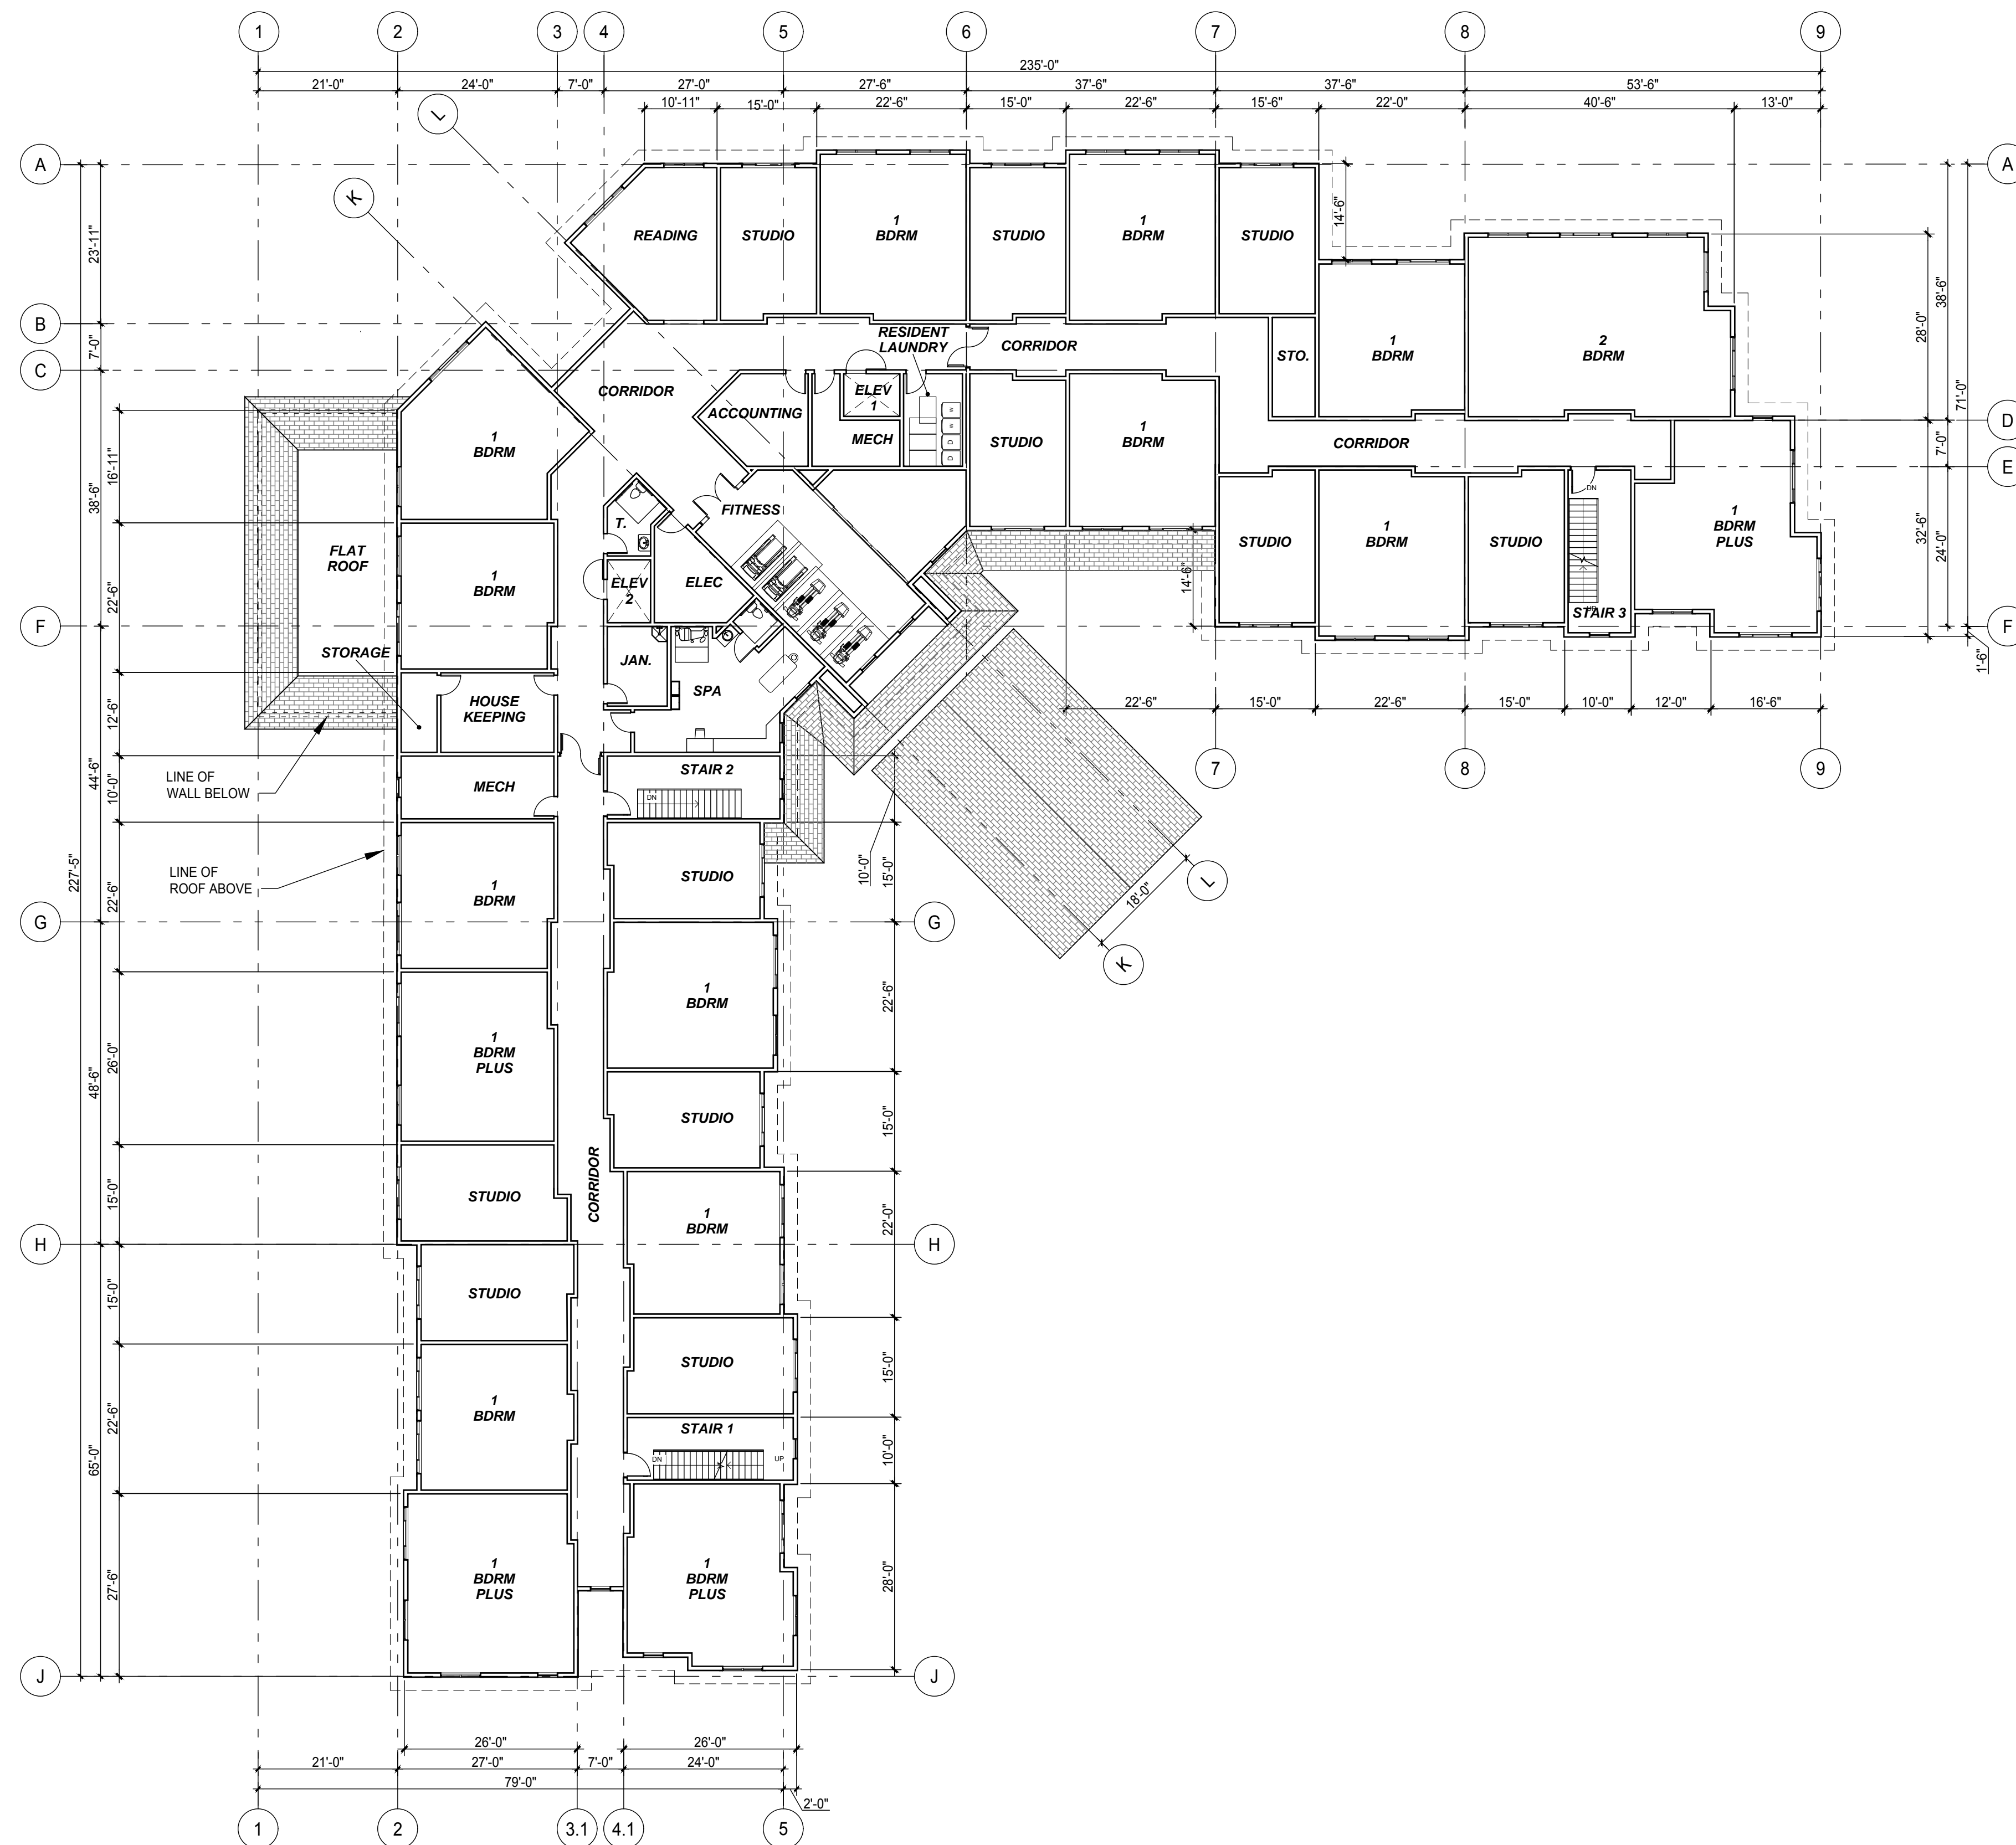 1 2 3 4 5 6 7 8 9
235'-0"
21'-0" 24'-0" 7'-0" 27'-0" 27'-6" 37'-6" 37'-6" 53'-6"
10'-11" 15'-0" 22'-6" 15'-0" 22'-6" 15'-6" 22'-0" 40'-6" 13'-0"
L
K
A
A
B
C
D
E
F
F
G
G
H
H
J
J
227'-5"
23'-11"
7'-0"
38'-6"
44'-6"
48'-6"
65'-0"
16'-11"
22'-6"
12'-6"
10'-0"
22'-6"
26'-0"
15'-0"
15'-0"
22'-6"
27'-6"
READING
STUDIO
1
BDRM
STUDIO
1
BDRM
STUDIO
14'-6"
RESIDENT
LAUNDRY
CORRIDOR
STO.
1
BDRM
2
BDRM
28'-0"
38'-6"
71'-0"
7'-0"
32'-6"
24'-0"
1'-6"
CORRIDOR
ACCOUNTING
ELEV
1
MECH
W
W
D
D
STUDIO
1
BDRM
CORRIDOR
1
BDRM
FITNESS
T.
STUDIO
1
BDRM
STUDIO
DN
UP
STAIR 3
1
BDRM
PLUS
14'-6"
FLAT
ROOF
1
BDRM
ELEV
2
ELEC
STORAGE
JAN.
SPA
HOUSE
KEEPING
22'-6" 15'-0" 22'-6" 15'-0" 10'-0" 12'-0" 16'-6"
7 8 9
LINE OF
WALL BELOW
MECH
STAIR 2
DN
LINE OF
ROOF ABOVE
1
BDRM
STUDIO
10'-0"
15'-0"
18'-0"
L
K
1
BDRM
22'-6"
1
BDRM
PLUS
STUDIO
15'-0"
STUDIO
CORRIDOR
1
BDRM
22'-0"
STUDIO
STUDIO
15'-0"
1
BDRM
STAIR 1
DN
UP
10'-0"
1
BDRM
PLUS
1
BDRM
PLUS
28'-0"
26'-0" 26'-0"
21'-0" 27'-0" 7'-0" 24'-0"
79'-0"
2'-0"
1 2 3.1 4.1 5